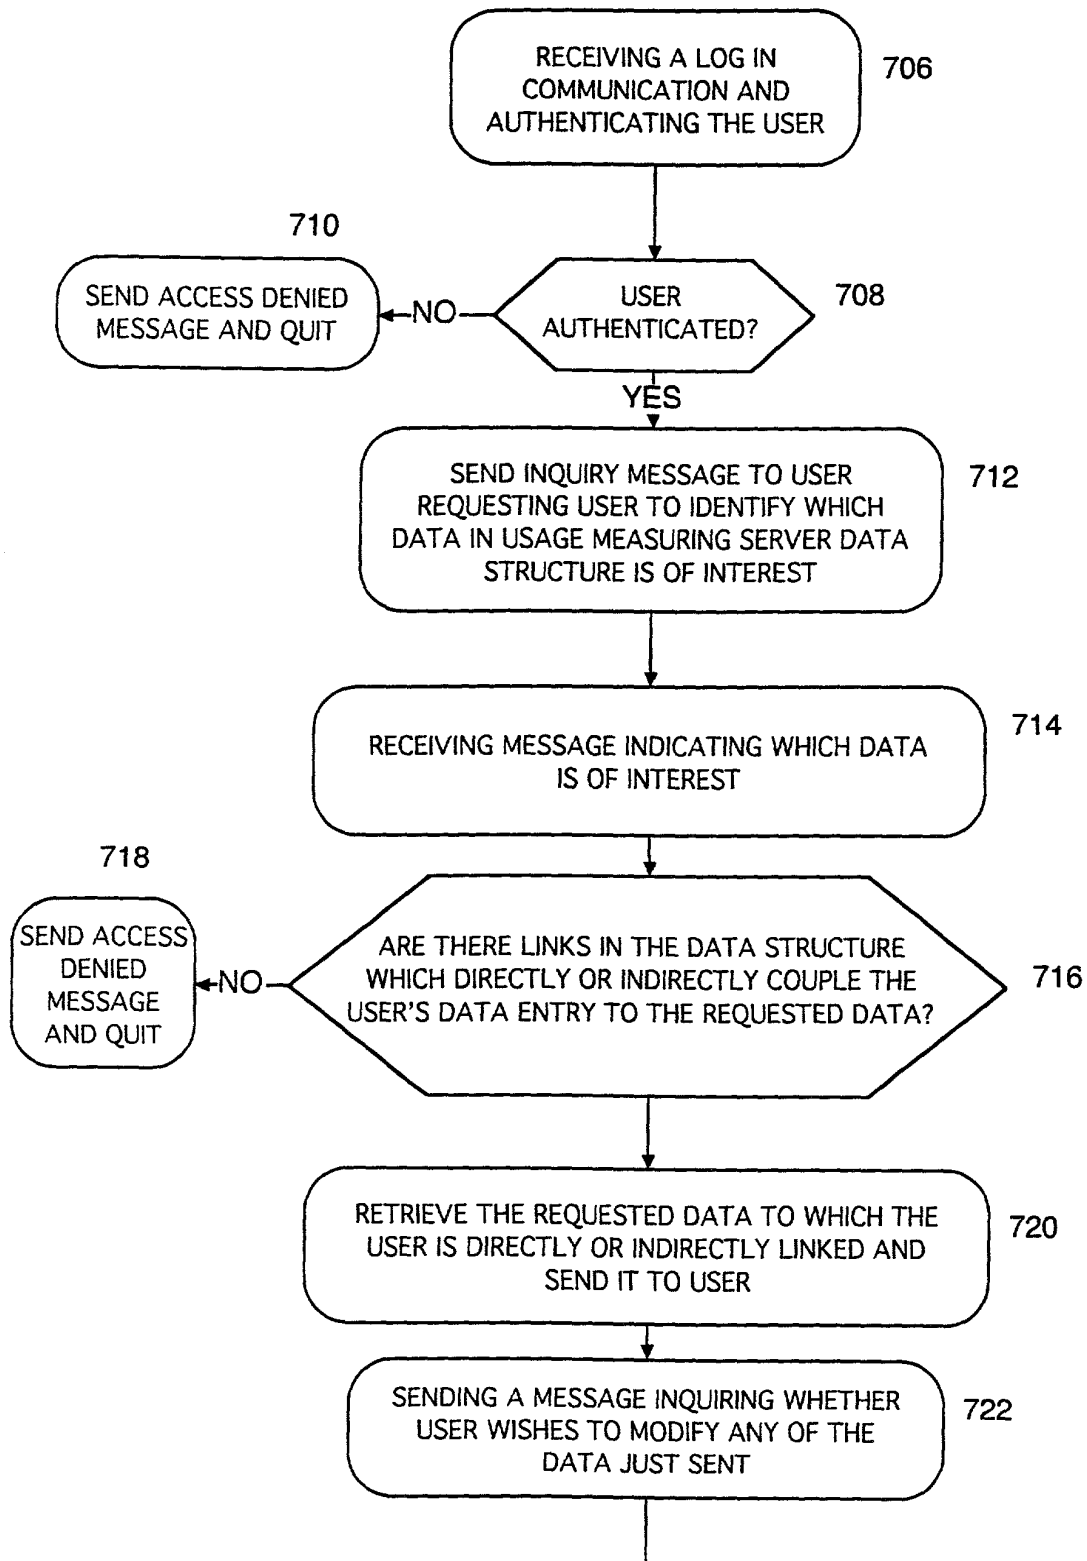 RECEIVING A LOG IN
COMMUNICATION AND
AUTHENTICATING THE USER
706
710
SEND ACCESS DENIED
MESSAGE AND QUIT
NO
USER
AUTHENTICATED?
708
YES
SEND INQUIRY MESSAGE TO USER
REQUESTING USER TO IDENTIFY WHICH
DATA IN USAGE MEASURING SERVER DATA
STRUCTURE IS OF INTEREST
712
RECEIVING MESSAGE INDICATING WHICH DATA
IS OF INTEREST
714
718
SEND ACCESS
DENIED
MESSAGE
AND QUIT
NO
ARE THERE LINKS IN THE DATA STRUCTURE
WHICH DIRECTLY OR INDIRECTLY COUPLE THE
USER'S DATA ENTRY TO THE REQUESTED DATA?
716
RETRIEVE THE REQUESTED DATA TO WHICH THE
USER IS DIRECTLY OR INDIRECTLY LINKED AND
SEND IT TO USER
720
SENDING A MESSAGE INQUIRING WHETHER
USER WISHES TO MODIFY ANY OF THE
DATA JUST SENT
722